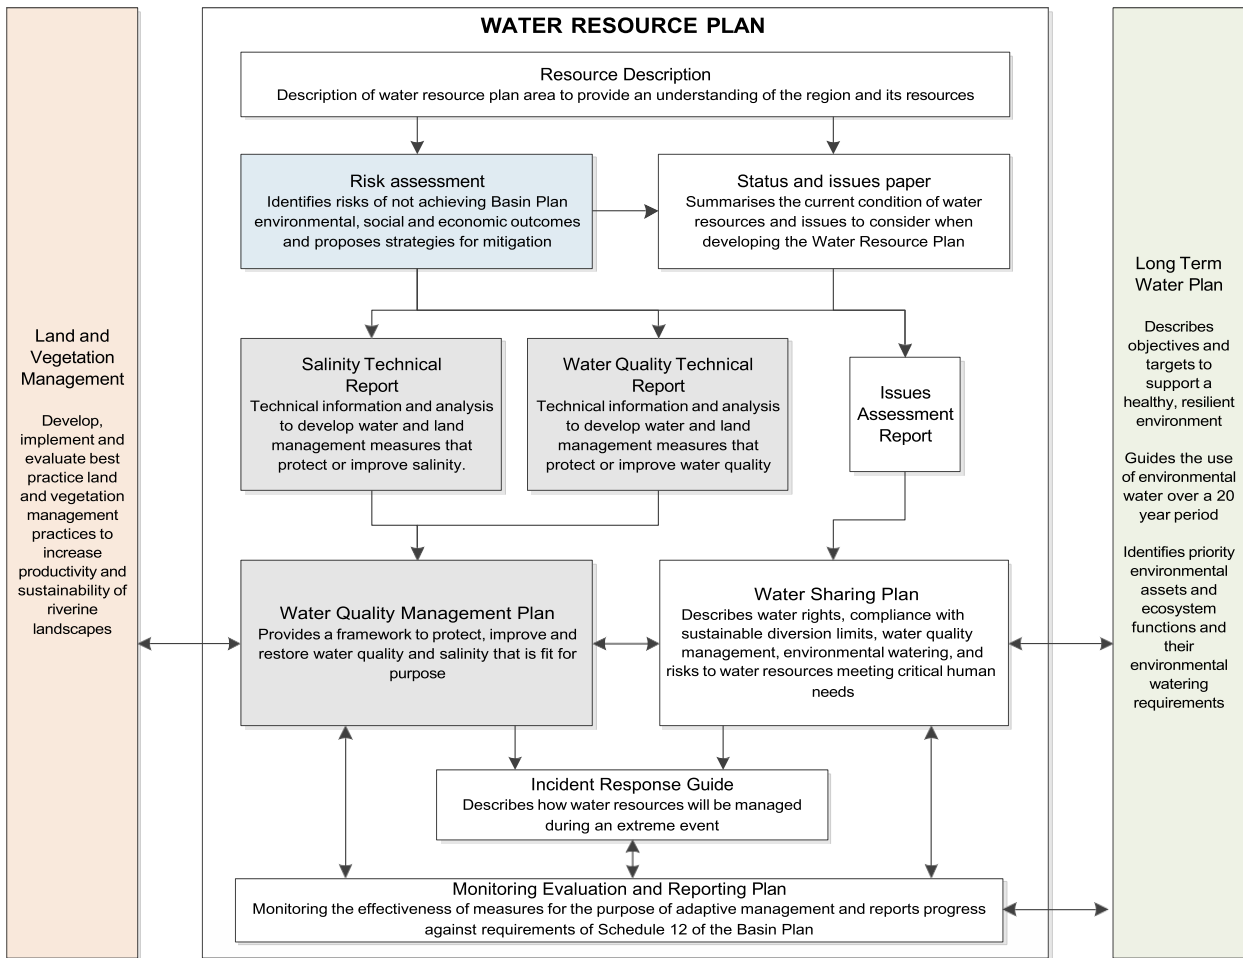 WATER RESOURCE PLAN
Resource Description
Description of water resource plan area to provide an understanding of the region and its resources
Risk assessment
Identifies risks of not achieving Basin Plan
environmental, social and economic outcomes
and proposes strategies for mitigation
Status and issues paper
Summarises the current condition of water
resources and issues to consider when
developing the Water Resource Plan
Land and
Vegetation
Management
Develop,
implement and
evaluate best
practice land
and vegetation
management
practices to
increase
productivity and
sustainability of
riverine
landscapes
Salinity Technical
Report
Technical information and analysis
to develop water and land
management measures that
protect or improve salinity.
Water Quality Technical
Report
Technical information and analysis
to develop water and land
management measures that
protect or improve water quality
Issues
Assessment
Report
Long Term
Water Plan
Describes
objectives and
targets to
support a
healthy, resilient
environment
Guides the use
of environmental
water over a 20
year period
Identifies priority
environmental
assets and
ecosystem
functions and
their
environmental
watering
requirements
Water Quality Management Plan
Provides a framework to protect, improve and
restore water quality and salinity that is fit for
purpose
Water Sharing Plan
Describes water rights, compliance with
sustainable diversion limits, water quality
management, environmental watering, and
risks to water resources meeting critical human
needs
Incident Response Guide
Describes how water resources will be managed
during an extreme event
Monitoring Evaluation and Reporting Plan
Monitoring the effectiveness of measures for the purpose of adaptive management and reports progress
against requirements of Schedule 12 of the Basin Plan